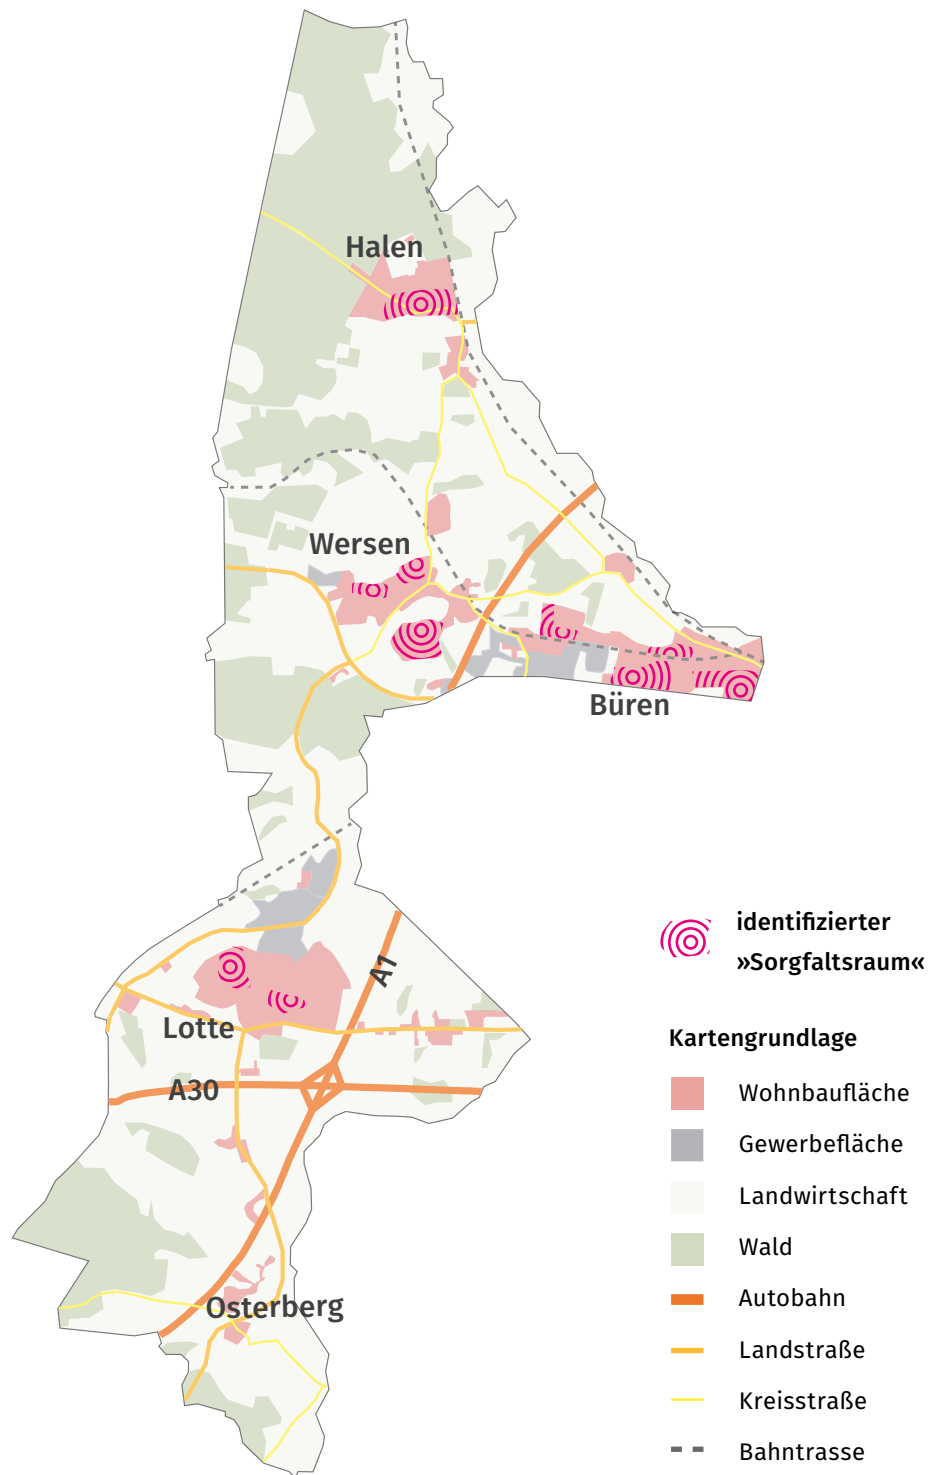 Halen
Wersen
Büren
identifizierter
»Sorgfaltsraum«
A1
Lotte
Kartengrundlage
A30
Wohnbaufläche
Gewerbefläche
Landwirtschaft
Wald
Autobahn
Osterberg
Landstraße
Kreisstraße
Bahntrasse